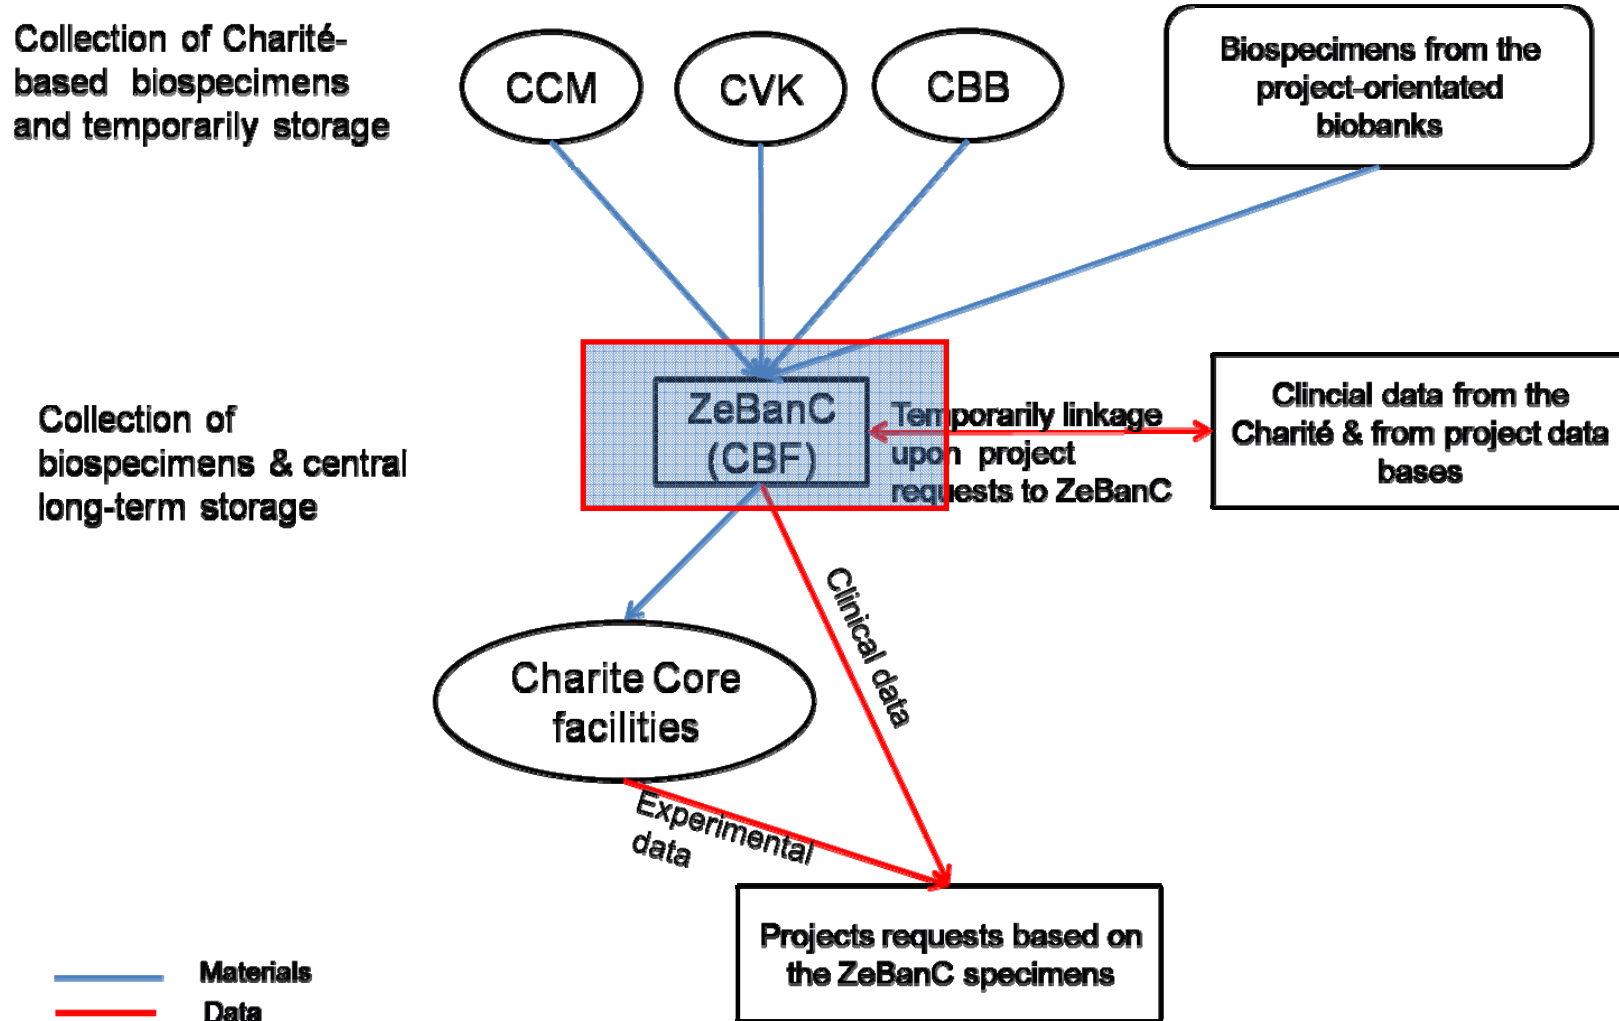 Collection of Charité-
based biospecimens
and temporarily storage
CCM
CVK
CBB
Biospecimens from the
project-orientated
biobanks
Collection of
biospecimens & central
long-term storage
ZeBanC
(CBF)
Temporarily linkage
upon project
requests to ZeBanC
Clincial data from the
Charité & from project data
bases
Charite Core
facilities
Clinical data
Experimental
data
Projects requests based on
the ZeBanC specimens
Materials
Data